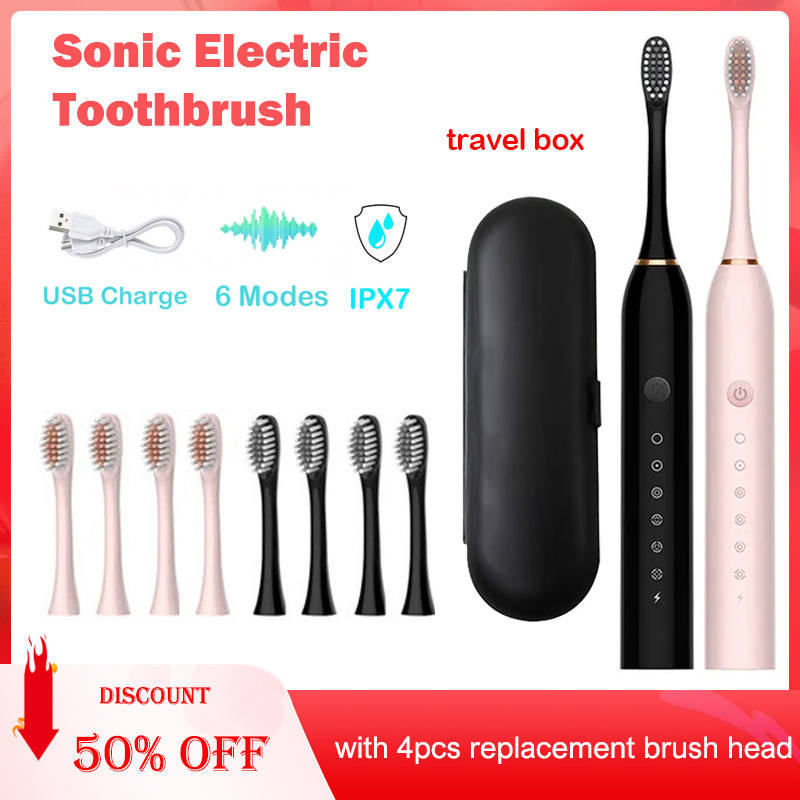 Sonic Electric
Toothbrush
travel box
USB Charge
6 Modes
IPX7
DISCOUNT
50% OFF
with 4pcs replacement brush head